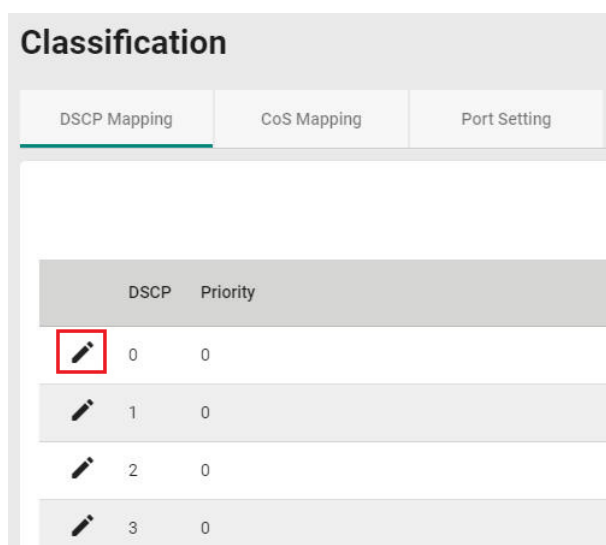 Classification
DSCP Mapping CoS Mapping Port Setting
DSCP Priority
0 0
1 0
2 0
3 0